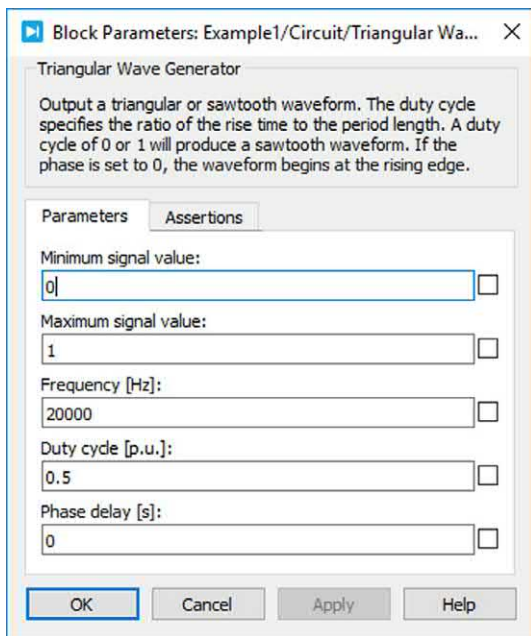 Block Parameters: Example1/Circuit/Triangular Wa...
Triangular Wave Generator
Output a triangular or sawtooth waveform. The duty cycle
specifies the ratio of the rise time to the period length. A duty
cycle of 0 or 1 will produce a sawtooth waveform. If the
phase is set to 0, the waveform begins at the rising edge.
Parameters Assertions
Minimum signal value:
0
Maximum signal value:
1
Frequency [Hz]:
20000
Duty cycle [p.u.]:
0.5
Phase delay [s]:
0
OK Cancel Apply Help